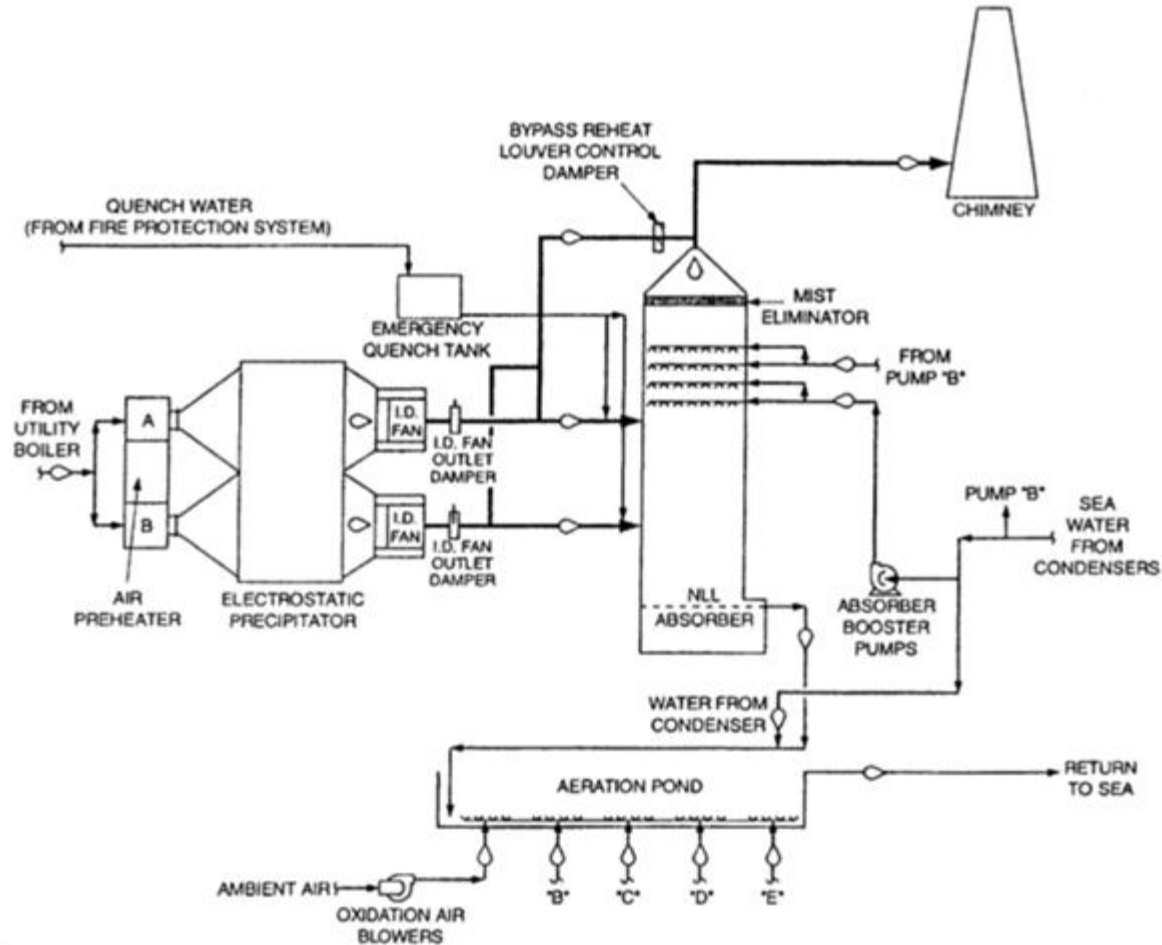 BYPASS REHEAT
LOUVER CONTROL
DAMPER
QUENCH WATER
(FROM FIRE PROTECTION SYSTEM)
CHIMNEY
EMERGENCY
QUENCH TANK
MIST
ELIMINATOR
FROM
PUMP "B"
FROM
UTILITY
BOILER
A
B
I.D.
FAN
I.D. FAN
OUTLET
DAMPER
I.D.
FAN
I.D. FAN
OUTLET
DAMPER
AIR
PREHEATER
ELECTROSTATIC
PRECIPITATOR
PUMP "B"
SEA
WATER
FROM
CONDENSERS
NLL
ABSORBER
ABSORBER
BOOSTER
PUMPS
WATER FROM
CONDENSER
AERATION POND
RETURN
TO SEA
AMBIENT AIR
OXIDATION AIR
BLOWERS
"B"
"C"
"D"
"E"